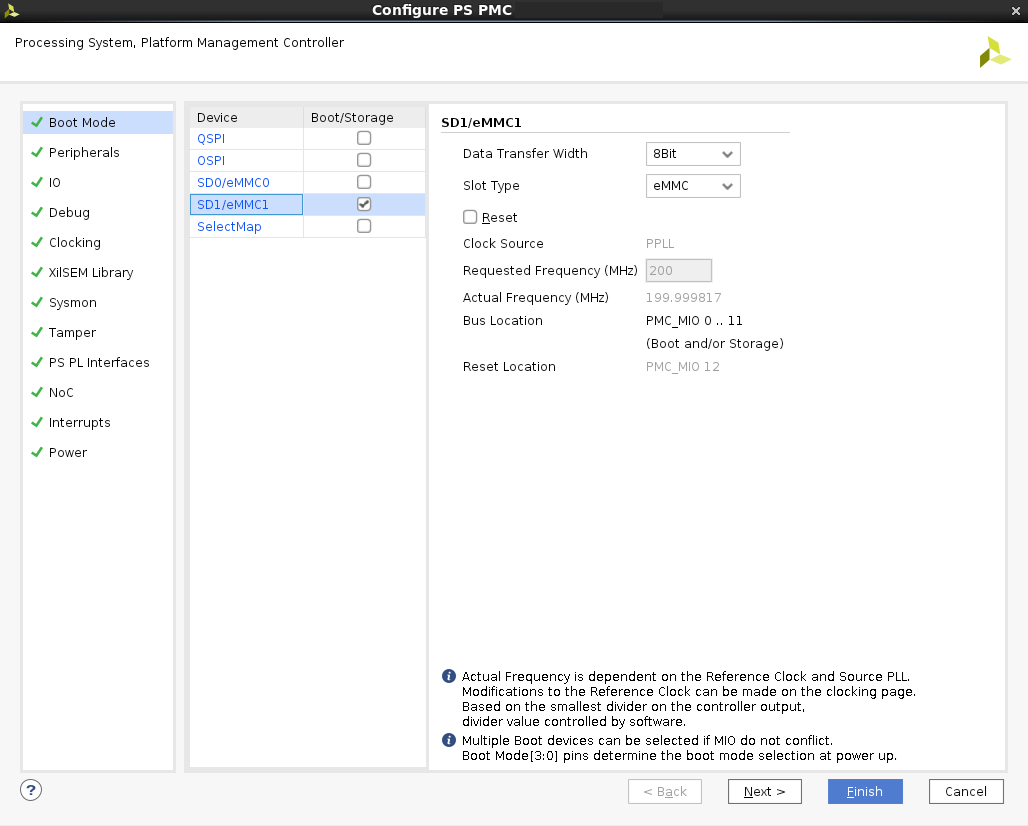 Configure PS PMC
Processing System, Platform Management Controller
Boot Mode
Peripherals
IO
Debug
Clocking
XilSEM Library
Sysmon
Tamper
PS PL Interfaces
NoC
Interrupts
Power
Device Boot/Storage
QSPI
OSPI
SD0/eMMC0
SD1/eMMC1
SelectMap
SD1/eMMC1
Data Transfer Width 8Bit
Slot Type eMMC
Reset
Clock Source PPLL
Requested Frequency (MHz) 200
Actual Frequency (MHz) 199.999817
Bus Location PMC_MIO 0 .. 11
(Boot and/or Storage)
Reset Location PMC_MIO 12
Actual Frequency is dependent on the Reference Clock and Source PLL.
Modifications to the Reference Clock can be made on the clocking page.
Based on the smallest divider on the controller output,
divider value controlled by software.
Multiple Boot devices can be selected if MIO do not conflict.
Boot Mode[3:0] pins determine the boot mode selection at power up.
? < Back Next > Finish Cancel